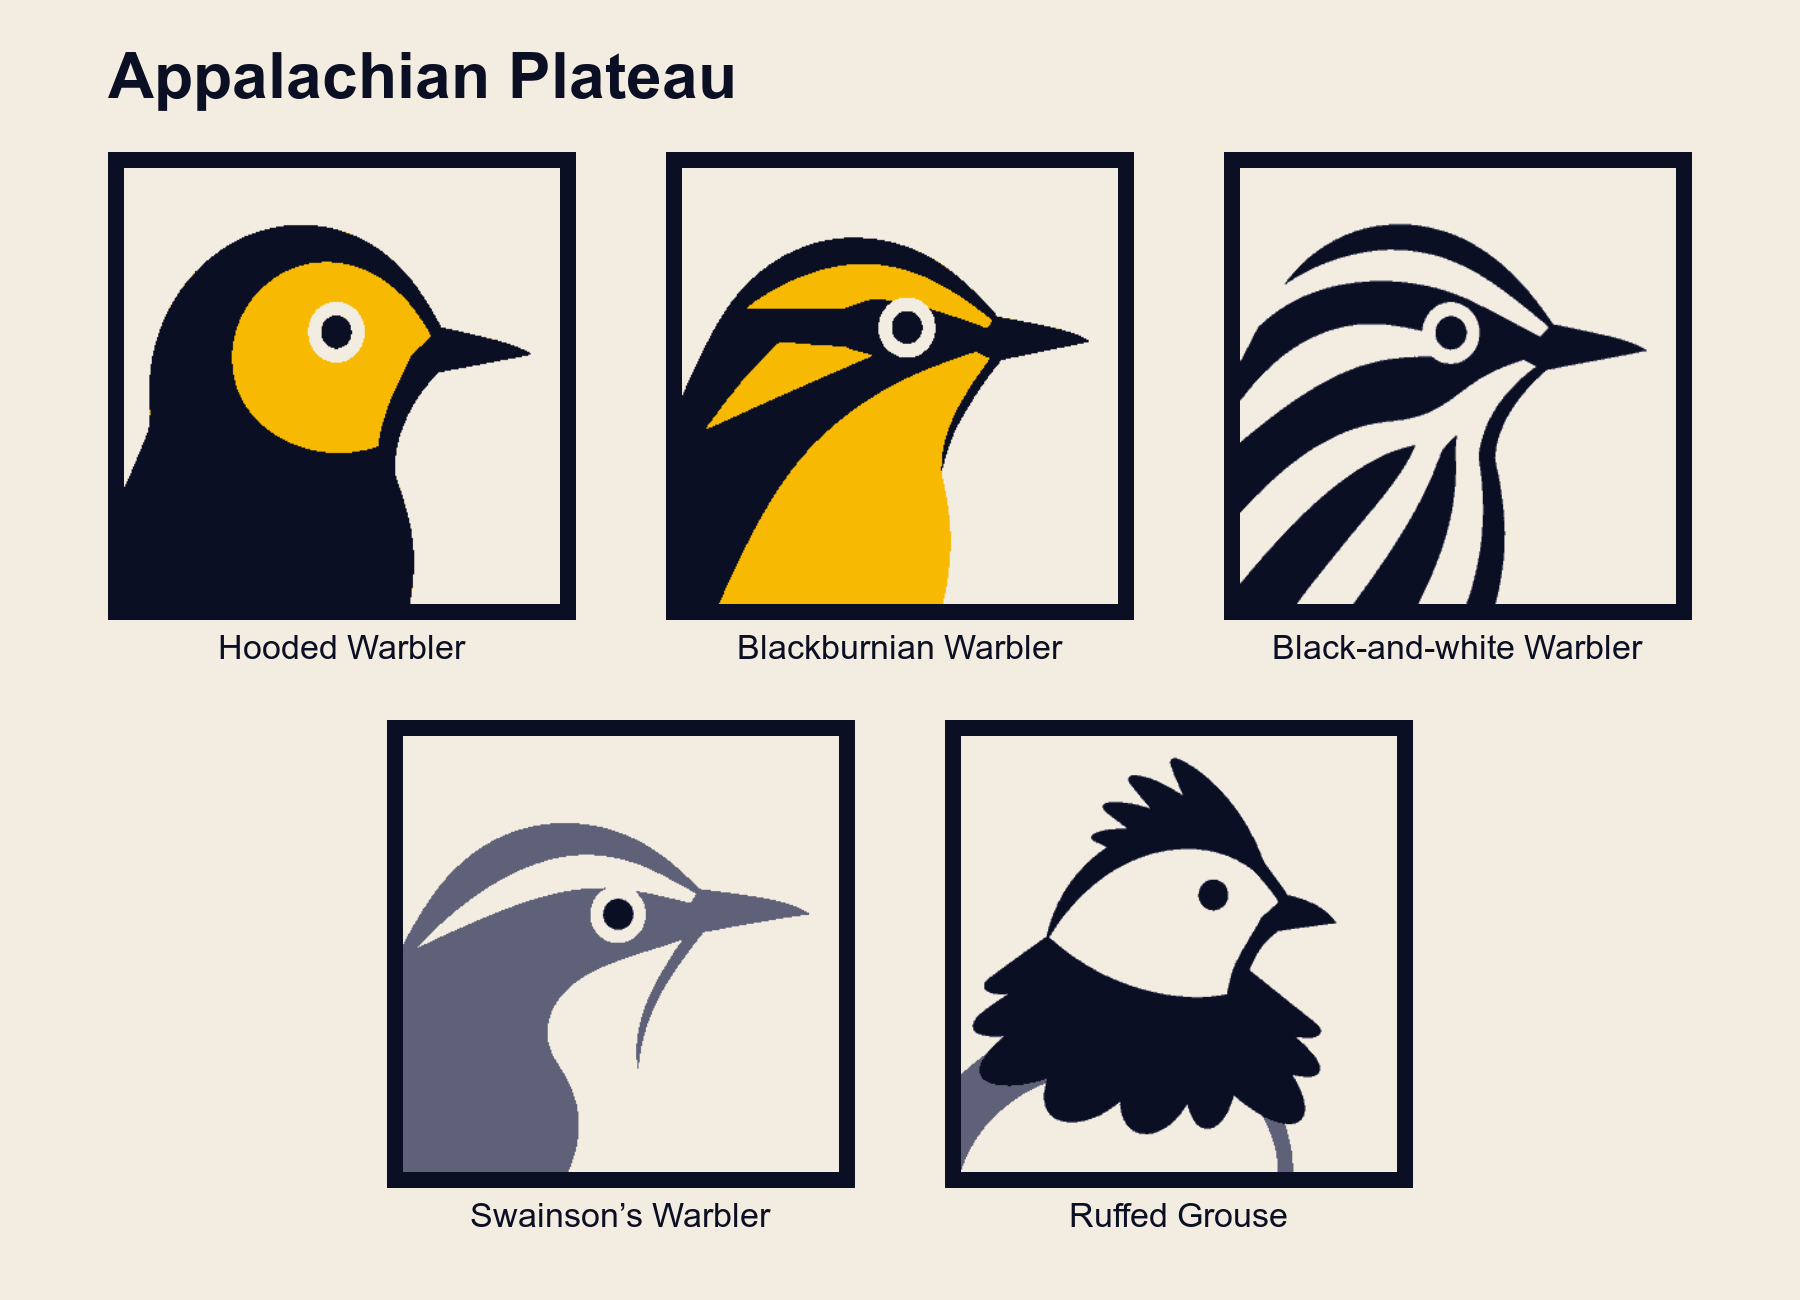 Appalachian Plateau
Hooded Warbler
Blackburnian Warbler
Black-and-white Warbler
Swainson’s Warbler
Ruffed Grouse